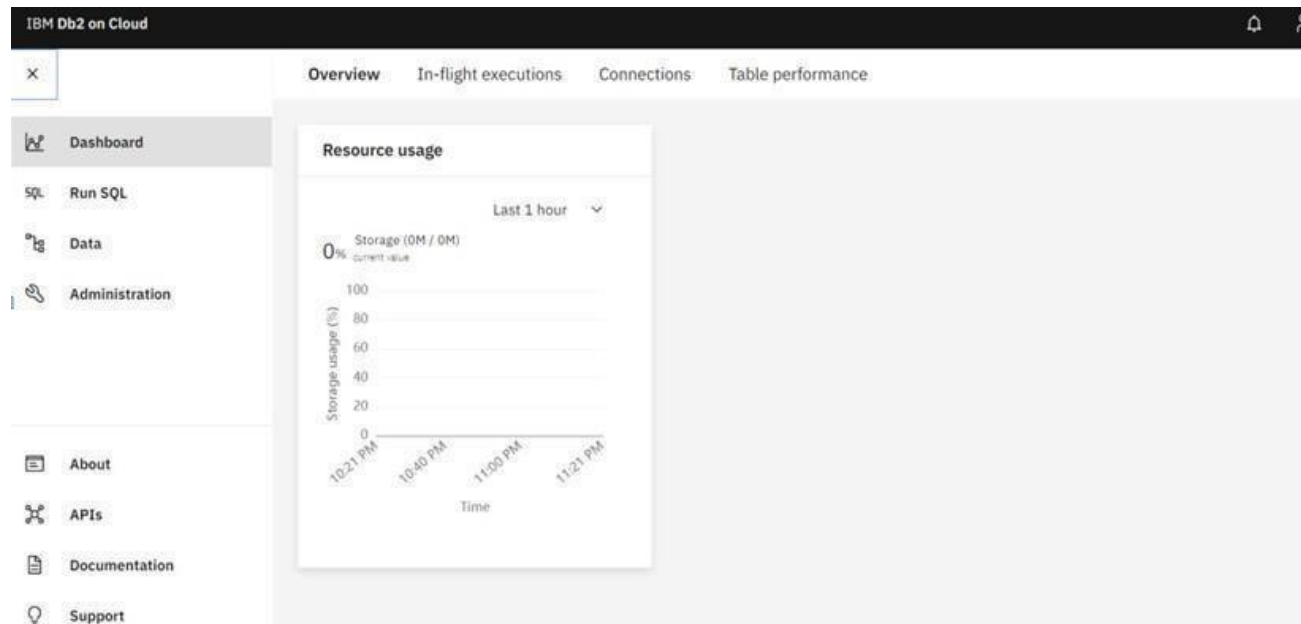 IBM Db2 on Cloud
Overview In-flight executions Connections Table performance
Dashboard
SQL Run SQL
Data
Administration
About
APIs
Documentation
Support
Resource usage
Last 1 hour
0% Storage (0M / 0M)
current value
Storage usage (%)
100
80
60
40
20
0
10:21 PM 10:40 PM 11:00 PM 11:21 PM
Time